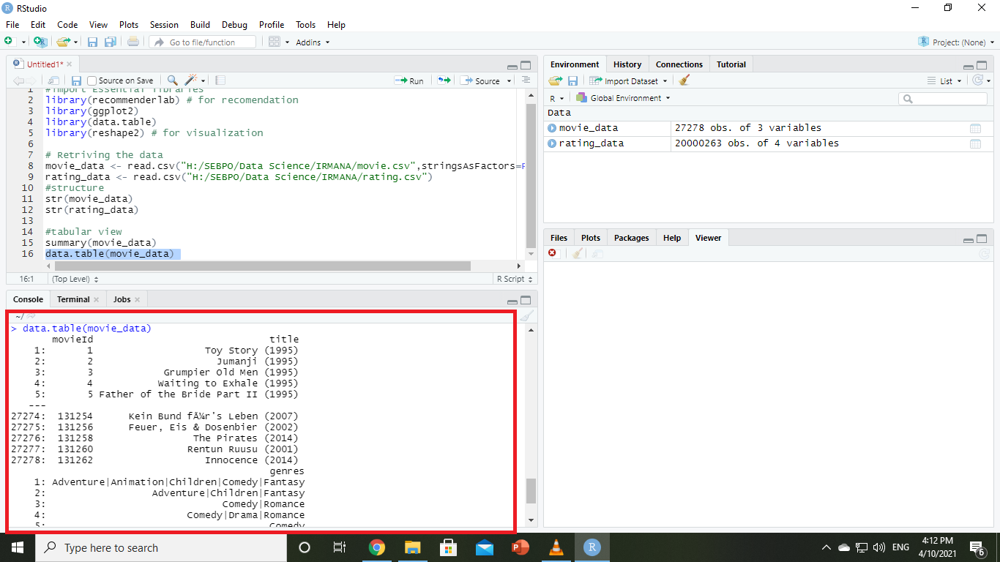 RStudio
File Edit Code View Plots Session Build Debug Profile Tools Help
Go to file/function Addins Project: (None)
Untitled1*
Source on Save Run Source
1 #Import Essential libraries
2 library(recommenderlab) # for recomendation
3 library(ggplot2)
4 library(data.table)
5 library(reshape2) # for visualization
6
7 # Retriving the data
8 movie_data <- read.csv("H:/SEBPO/Data Science/IRMANA/movie.csv",stringsAsFactors=F
9 rating_data <- read.csv("H:/SEBPO/Data Science/IRMANA/rating.csv")
10 #structure
11 str(movie_data)
12 str(rating_data)
13
14 #tabular view
15 summary(movie_data)
16 data.table(movie_data)
16:1 (Top Level) R Script
Console Terminal Jobs
~/
> data.table(movie_data)
movieId title
1: 1 Toy Story (1995)
2: 2 Jumanji (1995)
3: 3 Grumpier Old Men (1995)
4: 4 Waiting to Exhale (1995)
5: 5 Father of the Bride Part II (1995)
---
27274: 131254 Kein Bund fÃ¼r's Leben (2007)
27275: 131256 Feuer, Eis & Dosenbier (2002)
27276: 131258 The Pirates (2014)
27277: 131260 Rentun Ruusu (2001)
27278: 131262 Innocence (2014)
genres
1: Adventure|Animation|Children|Comedy|Fantasy
2: Adventure|Children|Fantasy
3: Comedy|Romance
4: Comedy|Drama|Romance
5: Comedy
Environment History Connections Tutorial
Import Dataset List
R Global Environment
Data
movie_data 27278 obs. of 3 variables
rating_data 20000263 obs. of 4 variables
Files Plots Packages Help Viewer
Type here to search
ENG
4:12 PM
4/10/2021
6